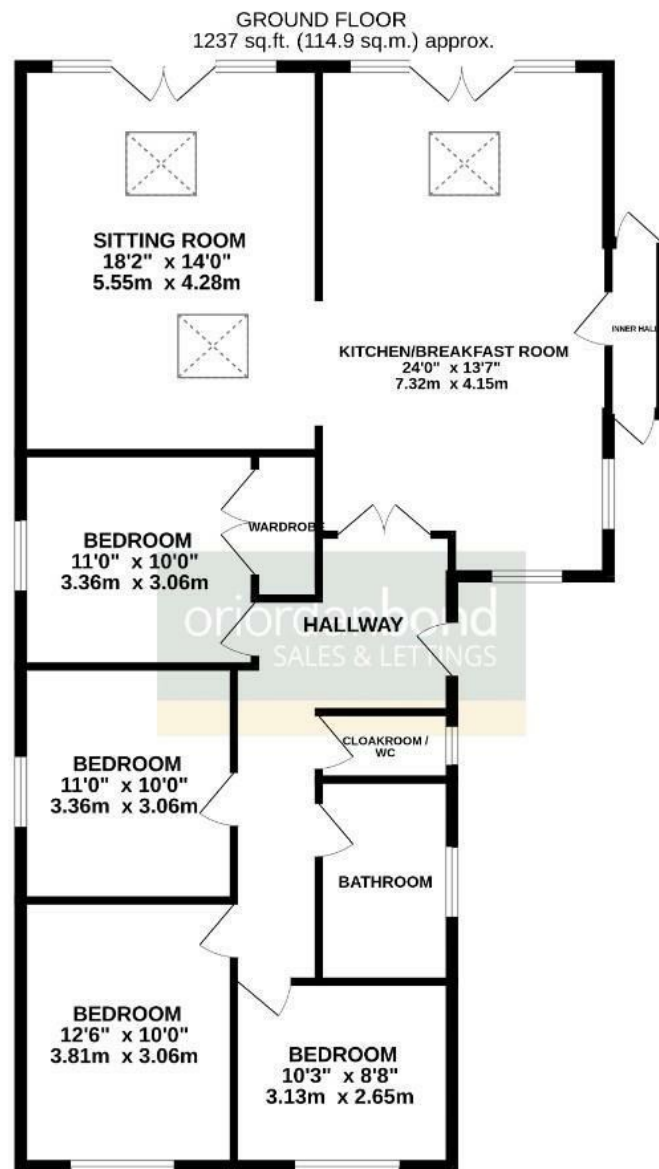 GROUND FLOOR
1237 sq.ft. (114.9 sq.m.) approx.
SITTING ROOM
18'2" x 14'0"
5.55m x 4.28m
KITCHEN/BREAKFAST ROOM
24'0" x 13'7"
7.32m x 4.15m
INNER HALL
BEDROOM
11'0" x 10'0"
3.36m x 3.06m
WARDROBE
oriordanbond
SALES & LETTINGS
HALLWAY
CLOAKROOM /
WC
BEDROOM
11'0" x 10'0"
3.36m x 3.06m
BATHROOM
BEDROOM
12'6" x 10'0"
3.81m x 3.06m
BEDROOM
10'3" x 8'8"
3.13m x 2.65m